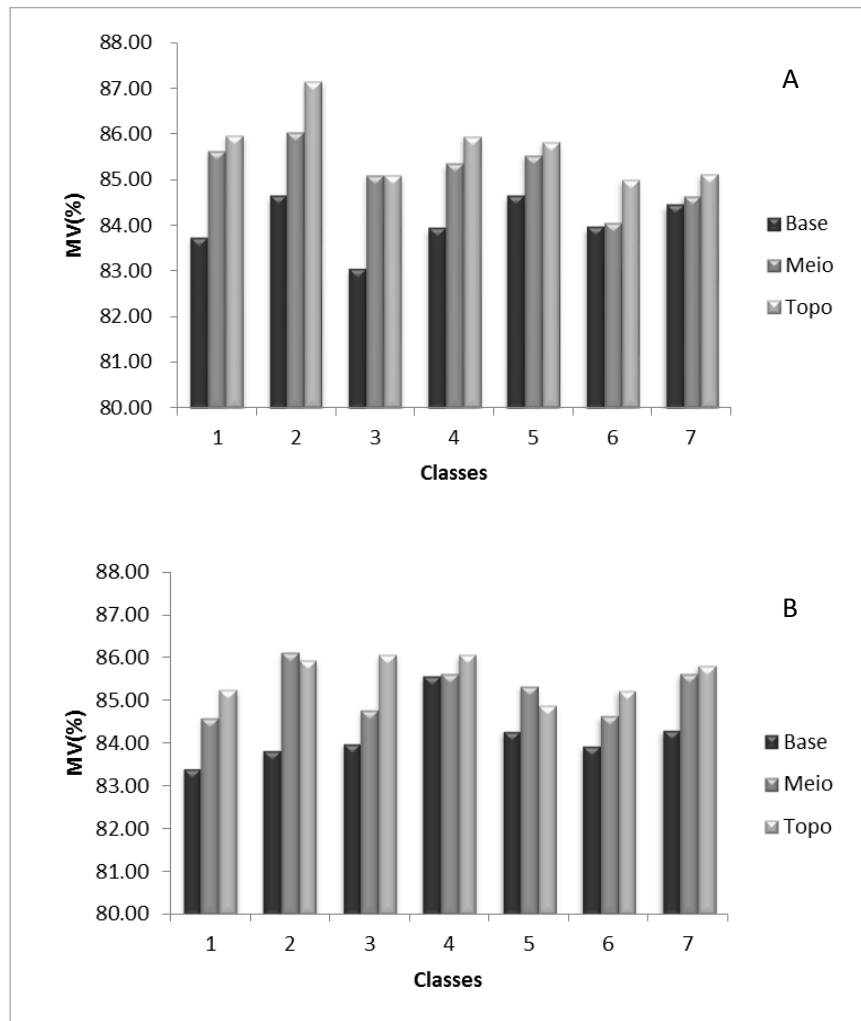 88.00
87.00
86.00
85.00
84.00
83.00
82.00
81.00
80.00
MV(%)
1 2 3 4 5 6 7
Classes
A
Base
Meio
Topo
88.00
87.00
86.00
85.00
84.00
83.00
82.00
81.00
80.00
MV(%)
1 2 3 4 5 6 7
Classes
B
Base
Meio
Topo